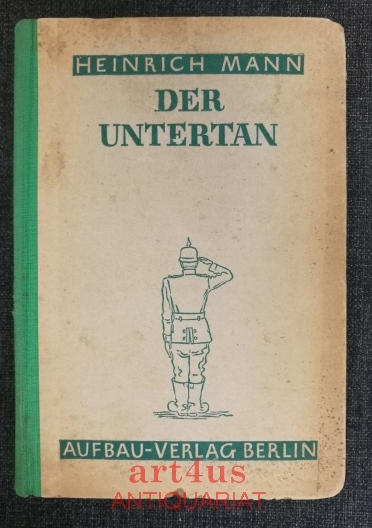 HEINRICH MANN
DER
UNTERTAN
AUFBAU-VERLAG BERLIN
art4us
ANTIQUARIAT